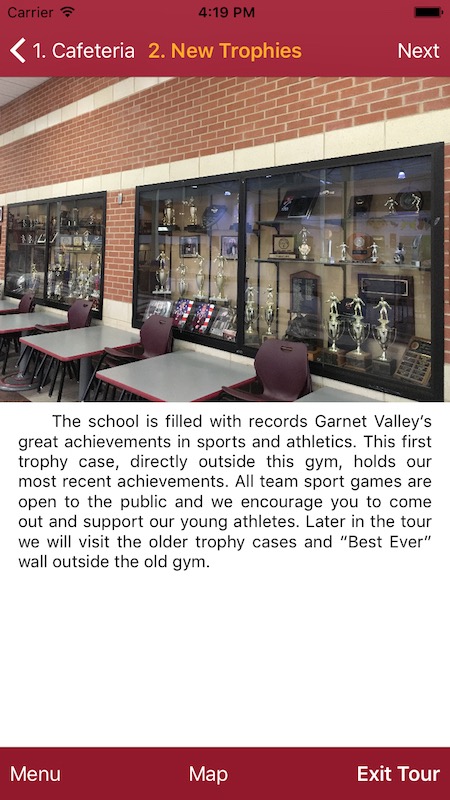 Carrier 4:19 PM
1. Cafeteria 2. New Trophies Next
The school is filled with records Garnet Valley’s
great achievements in sports and athletics. This first
trophy case, directly outside this gym, holds our
most recent achievements. All team sport games are
open to the public and we encourage you to come
out and support our young athletes. Later in the tour
we will visit the older trophy cases and “Best Ever”
wall outside the old gym.
Menu Map Exit Tour